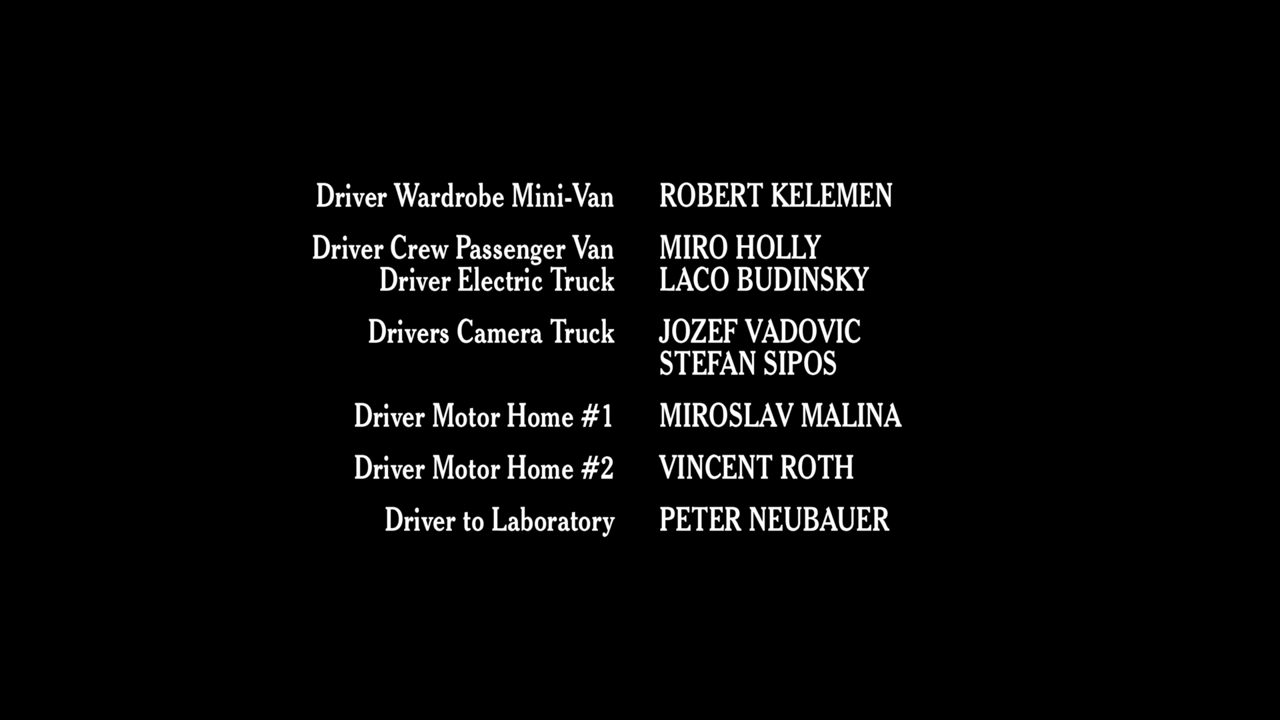 Driver Wardrobe Mini-Van ROBERT KELEMEN
Driver Crew Passenger Van MIRO HOLLY
Driver Electric Truck LACO BUDINSKY
Drivers Camera Truck JOZEF VADOVIC
STEFAN SIPOS
Driver Motor Home #1 MIROSLAV MALINA
Driver Motor Home #2 VINCENT ROTH
Driver to Laboratory PETER NEUBAUER